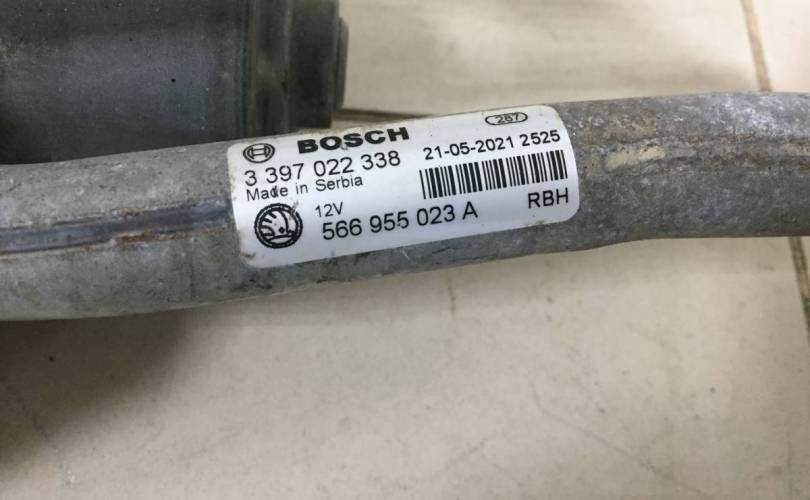 267
BOSCH
3 397 022 338
21-05-2021 2525
Made in Serbia
12V
RBH
566 955 023 A